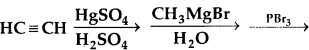 HC≡CH HgSO₄ / H₂SO₄ → CH₃MgBr / H₂O → PBr₃ →